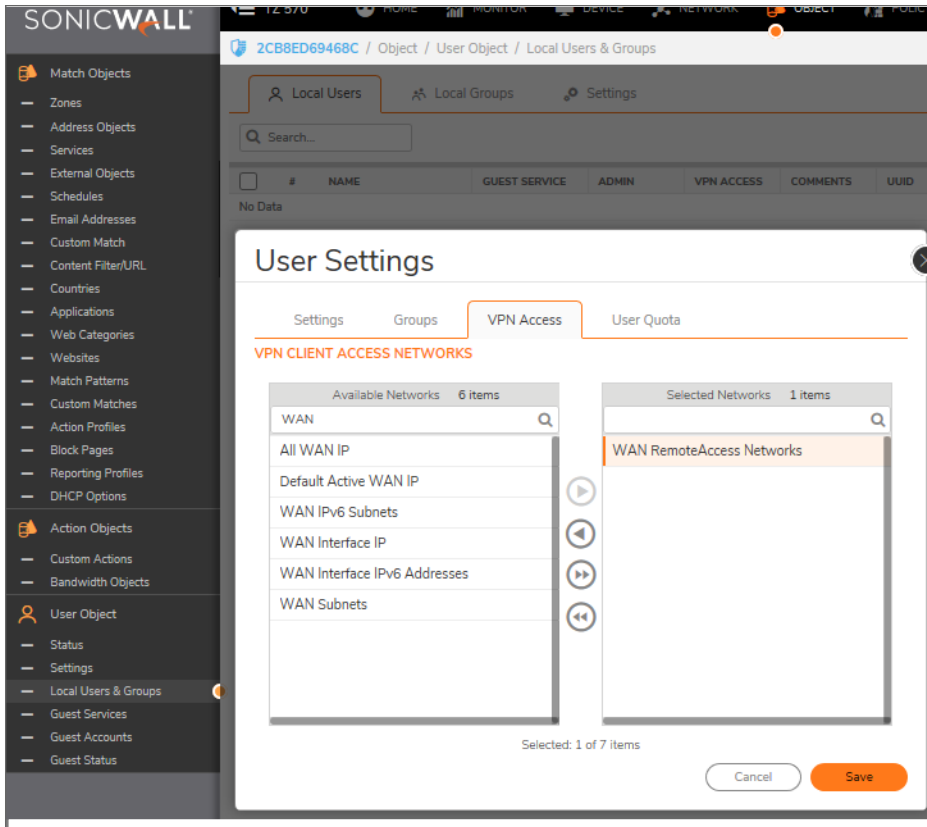 SONICWALL
TZ 570 HOME MONITOR DEVICE NETWORK OBJECT
2CB8ED69468C / Object / User Object / Local Users & Groups
Match Objects
Zones
Address Objects
Services
External Objects
Schedules
Email Addresses
Custom Match
Content Filter/URL
Countries
Applications
Web Categories
Websites
Match Patterns
Custom Matches
Action Profiles
Block Pages
Reporting Profiles
DHCP Options
Action Objects
Custom Actions
Bandwidth Objects
User Object
Status
Settings
Local Users & Groups
Guest Services
Guest Accounts
Guest Status
Local Users Local Groups Settings
Search...
# NAME GUEST SERVICE ADMIN VPN ACCESS COMMENTS UUID
No Data
User Settings
Settings Groups VPN Access User Quota
VPN CLIENT ACCESS NETWORKS
Available Networks 6 items
WAN
All WAN IP
Default Active WAN IP
WAN IPv6 Subnets
WAN Interface IP
WAN Interface IPv6 Addresses
WAN Subnets
Selected Networks 1 items
WAN RemoteAccess Networks
Selected: 1 of 7 items
Cancel Save